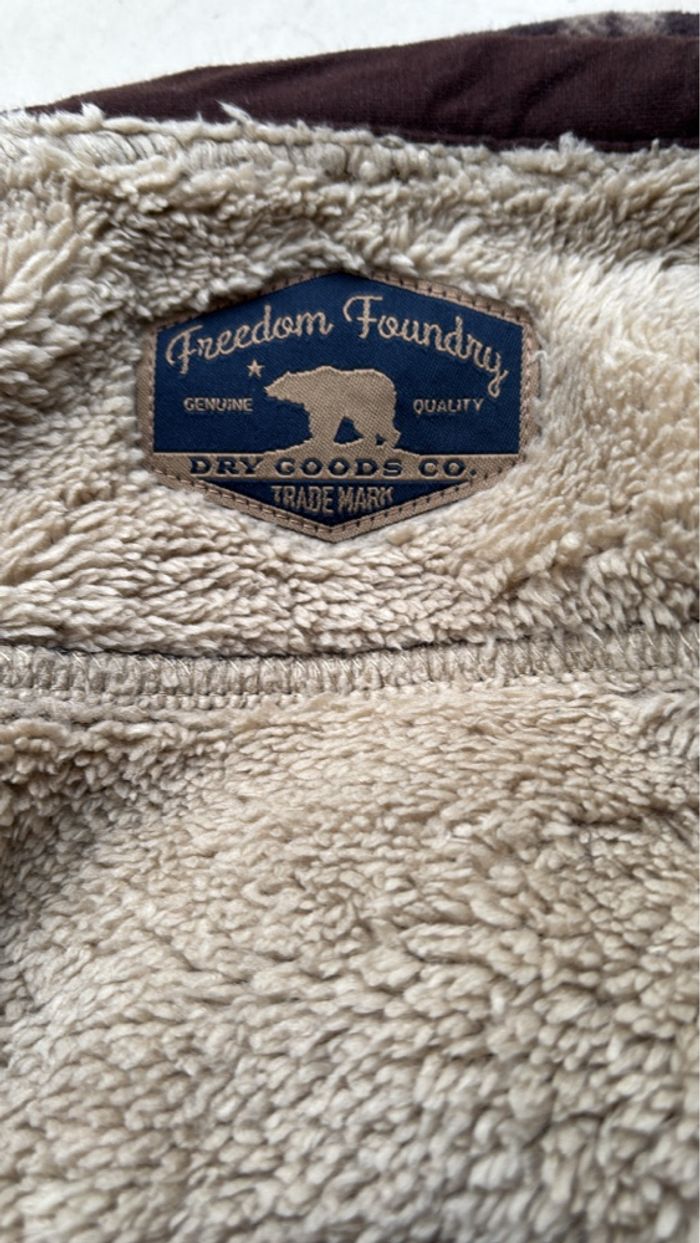 Freedom Foundry
GENUINE QUALITY
DRY GOODS CO.
TRADE MARK